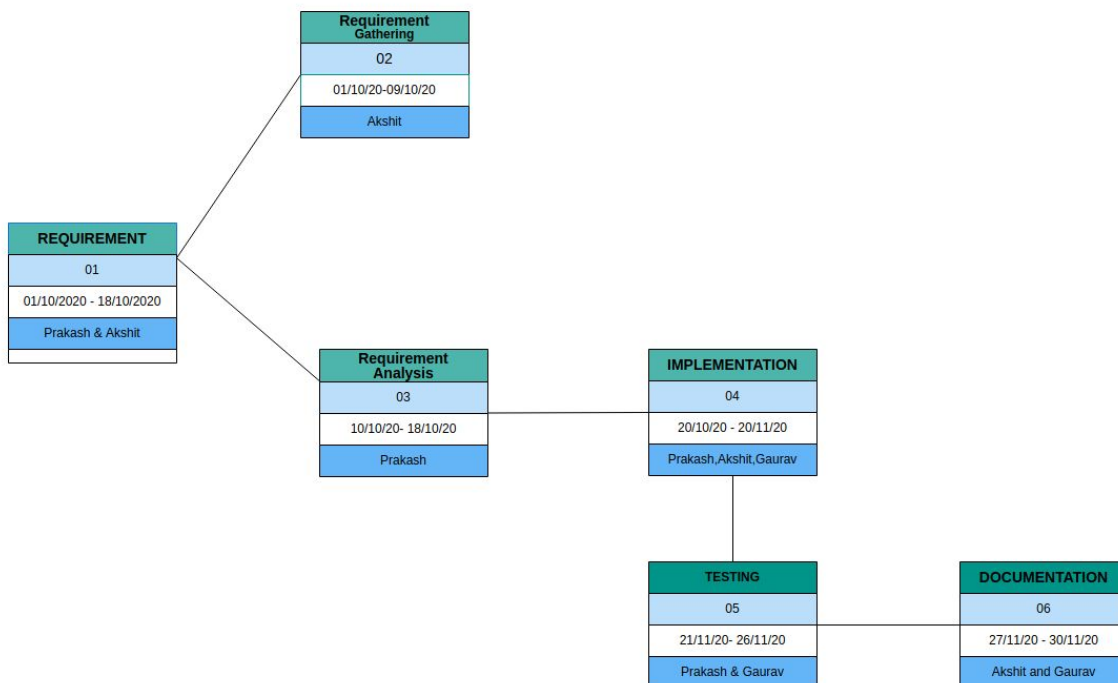 Requirement
Gathering
02
01/10/20-09/10/20
Akshit
REQUIREMENT
01
01/10/2020 - 18/10/2020
Prakash & Akshit
Requirement
Analysis
03
10/10/20- 18/10/20
Prakash
IMPLEMENTATION
04
20/10/20 - 20/11/20
Prakash,Akshit,Gaurav
TESTING
05
21/11/20- 26/11/20
Prakash & Gaurav
DOCUMENTATION
06
27/11/20 - 30/11/20
Akshit and Gaurav